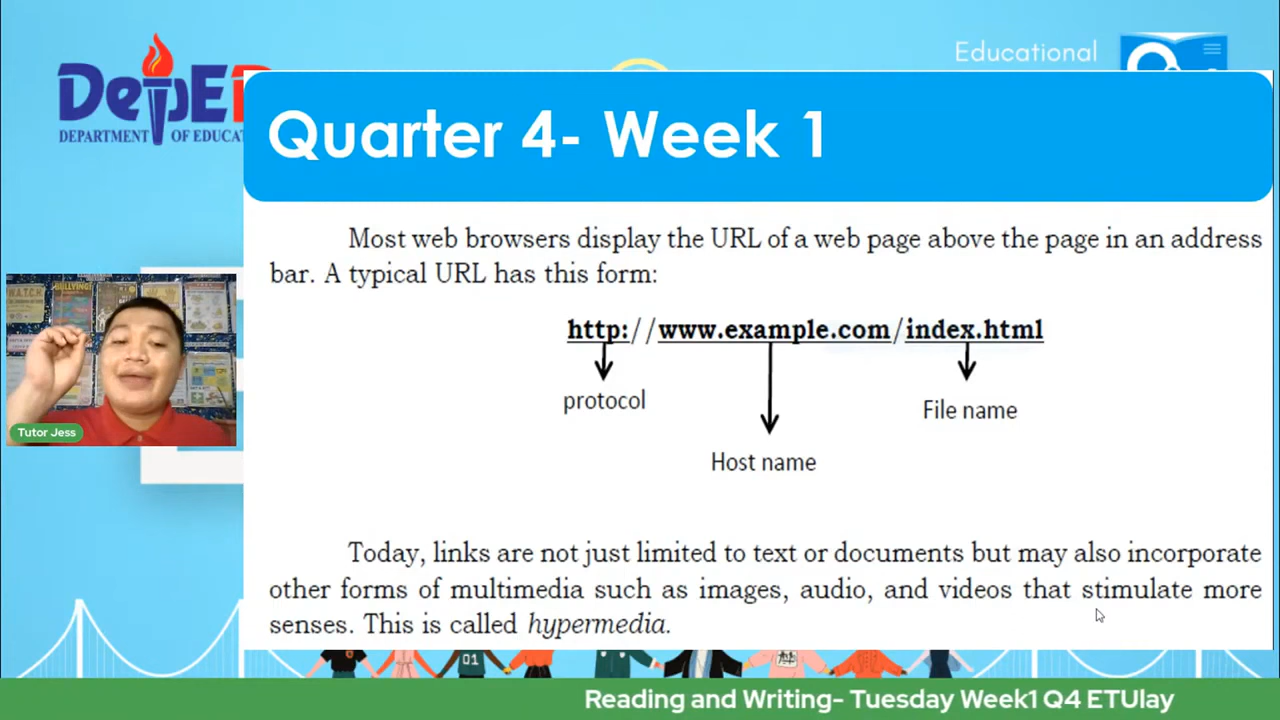 Educational
DepE
DEPARTMENT OF EDUCA
Quarter 4- Week 1
Most web browsers display the URL of a web page above the page in an address
bar. A typical URL has this form:
http://www.example.com/index.html
protocol
File name
Host name
Tutor Jess
Today, links are not just limited to text or documents but may also incorporate
other forms of multimedia such as images, audio, and videos that stimulate more
senses. This is called hypermedia.
01
Reading and Writing- Tuesday Week1 Q4 ETUlay